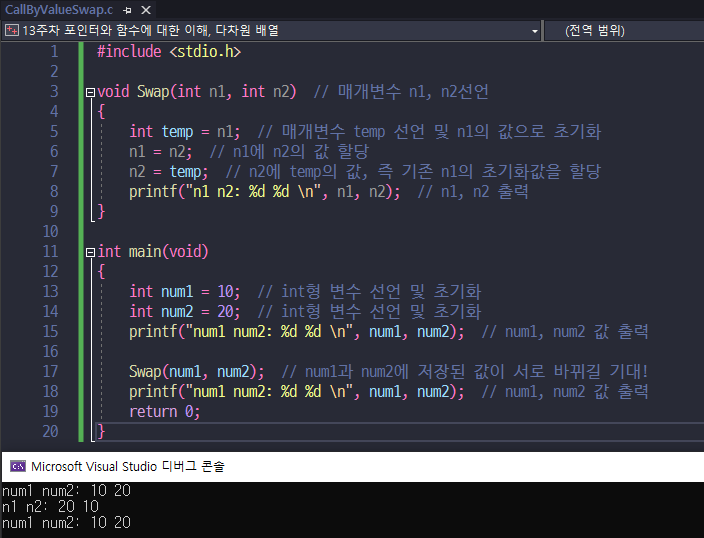 CallByValueSwap.c
13주차 포인터와 함수에 대한 이해, 다차원 배열 (전역 범위)
1 #include <stdio.h>
2
3 void Swap(int n1, int n2) // 매개변수 n1, n2선언
4 {
5 int temp = n1; // 매개변수 temp 선언 및 n1의 값으로 초기화
6 n1 = n2; // n1에 n2의 값 할당
7 n2 = temp; // n2에 temp의 값, 즉 기존 n1의 초기화값을 할당
8 printf("n1 n2: %d %d \n", n1, n2); // n1, n2 출력
9 }
10
11 int main(void)
12 {
13 int num1 = 10; // int형 변수 선언 및 초기화
14 int num2 = 20; // int형 변수 선언 및 초기화
15 printf("num1 num2: %d %d \n", num1, num2); // num1, num2 값 출력
16
17 Swap(num1, num2); // num1과 num2에 저장된 값이 서로 바뀌길 기대!
18 printf("num1 num2: %d %d \n", num1, num2); // num1, num2 값 출력
19 return 0;
20 }
C:\ Microsoft Visual Studio 디버그 콘솔
num1 num2: 10 20
n1 n2: 20 10
num1 num2: 10 20